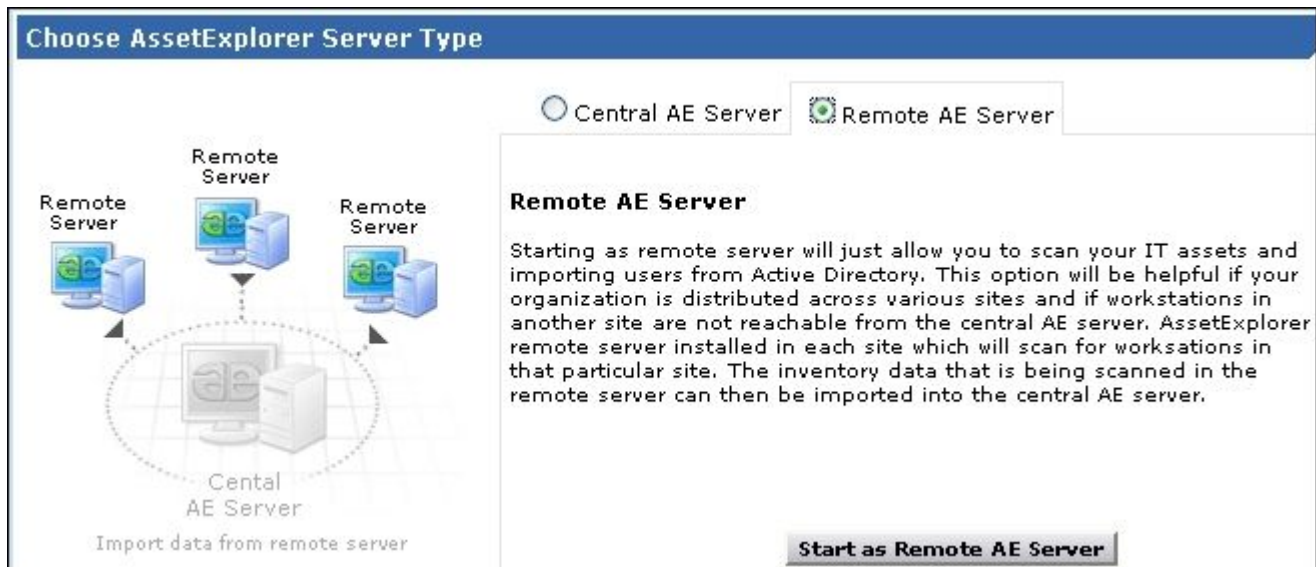 Choose AssetExplorer Server Type
Central AE Server
Remote AE Server
Remote
Server
Remote
Server
Remote
Server
ae
ae
ae
ae
Cental
AE Server
Import data from remote server
Remote AE Server
Starting as remote server will just allow you to scan your IT assets and
importing users from Active Directory. This option will be helpful if your
organization is distributed across various sites and if workstations in
another site are not reachable from the central AE server. AssetExplorer
remote server installed in each site which will scan for worksations in
that particular site. The inventory data that is being scanned in the
remote server can then be imported into the central AE server.
Start as Remote AE Server